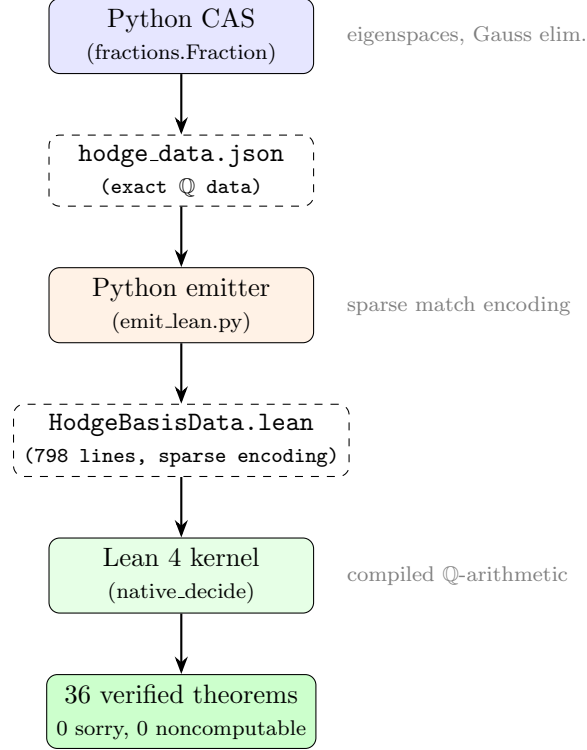 Python CAS
(fractions.Fraction)
eigenspaces, Gauss elim.
hodge_data.json
(exact ℚ data)
Python emitter
(emit_lean.py)
sparse match encoding
HodgeBasisData.lean
(798 lines, sparse encoding)
Lean 4 kernel
(native_decide)
compiled ℚ-arithmetic
36 verified theorems
0 sorry, 0 noncomputable